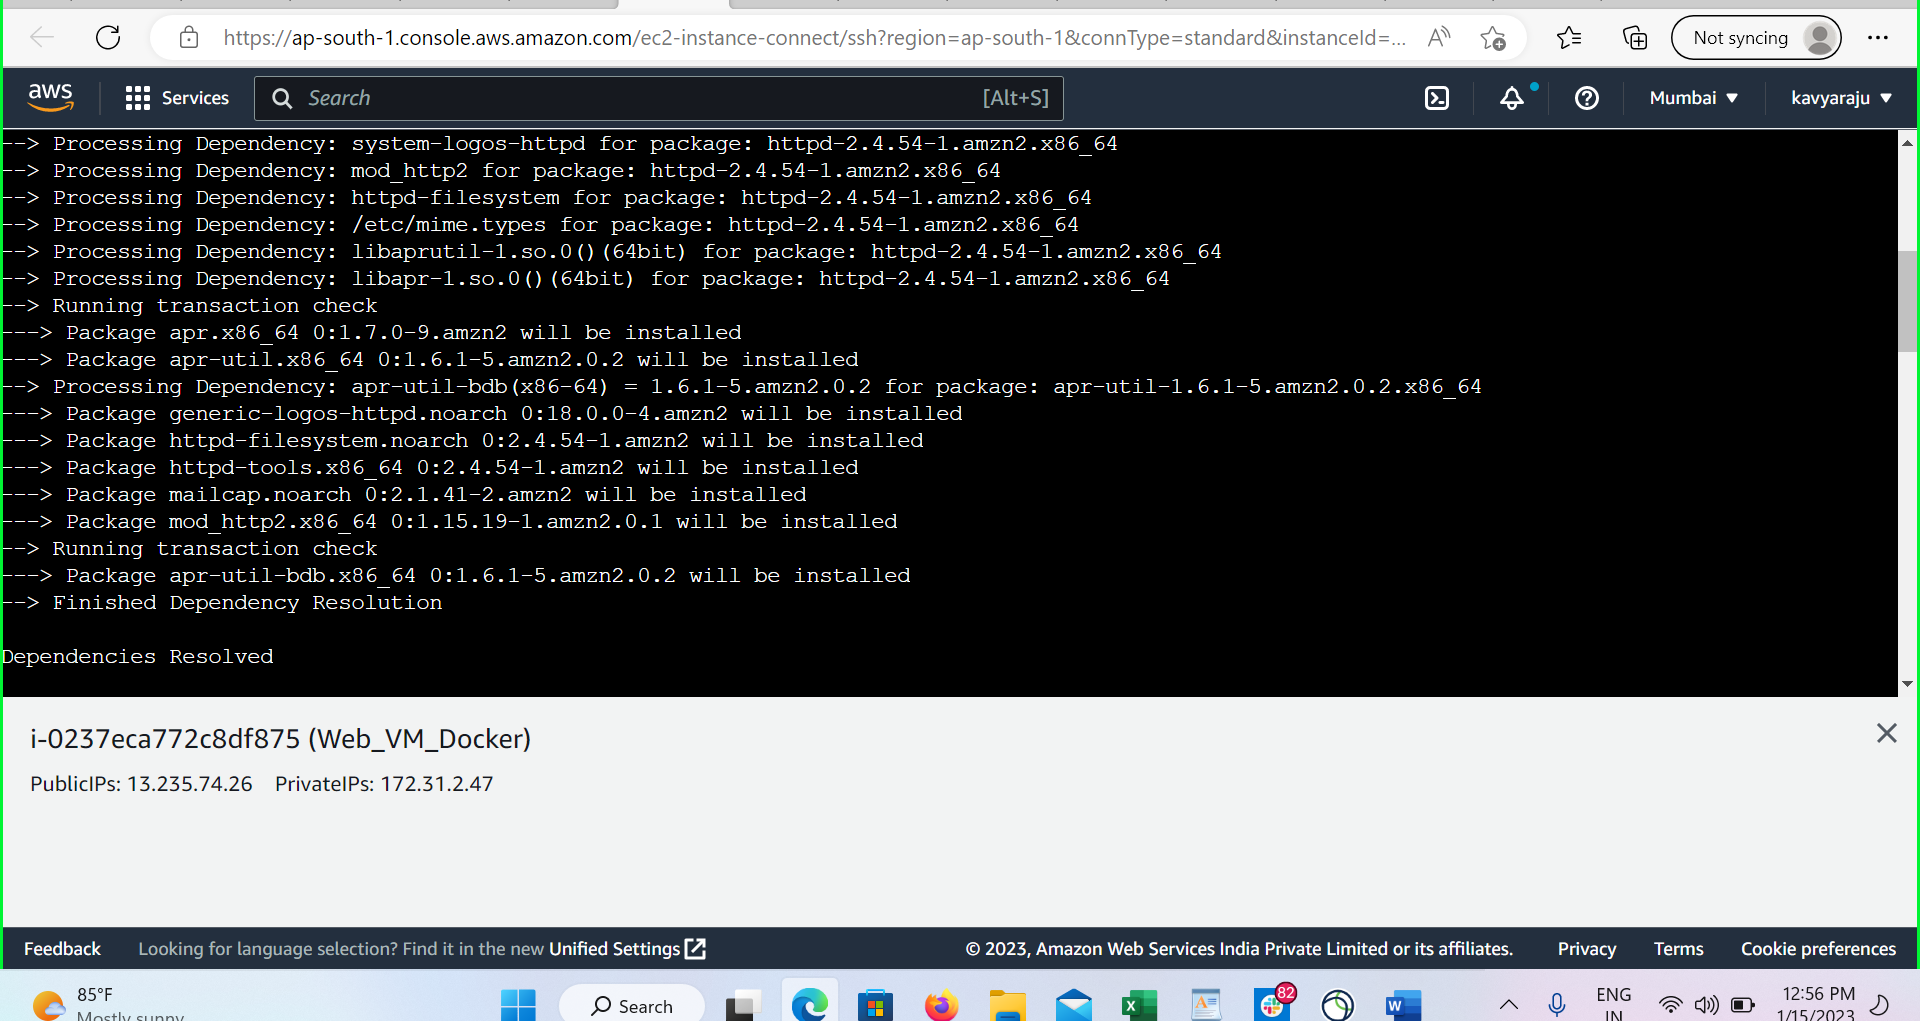 https://ap-south-1.console.aws.amazon.com/ec2-instance-connect/ssh?region=ap-south-1&connType=standard&instanceId=...
Not syncing
aws
Services
Search
[Alt+S]
Mumbai
kavyaraju
--> Processing Dependency: system-logos-httpd for package: httpd-2.4.54-1.amzn2.x86_64
--> Processing Dependency: mod_http2 for package: httpd-2.4.54-1.amzn2.x86_64
--> Processing Dependency: httpd-filesystem for package: httpd-2.4.54-1.amzn2.x86_64
--> Processing Dependency: /etc/mime.types for package: httpd-2.4.54-1.amzn2.x86_64
--> Processing Dependency: libaprutil-1.so.0()(64bit) for package: httpd-2.4.54-1.amzn2.x86_64
--> Processing Dependency: libapr-1.so.0()(64bit) for package: httpd-2.4.54-1.amzn2.x86_64
--> Running transaction check
---> Package apr.x86_64 0:1.7.0-9.amzn2 will be installed
---> Package apr-util.x86_64 0:1.6.1-5.amzn2.0.2 will be installed
--> Processing Dependency: apr-util-bdb(x86-64) = 1.6.1-5.amzn2.0.2 for package: apr-util-1.6.1-5.amzn2.0.2.x86_64
---> Package generic-logos-httpd.noarch 0:18.0.0-4.amzn2 will be installed
---> Package httpd-filesystem.noarch 0:2.4.54-1.amzn2 will be installed
---> Package httpd-tools.x86_64 0:2.4.54-1.amzn2 will be installed
---> Package mailcap.noarch 0:2.1.41-2.amzn2 will be installed
---> Package mod_http2.x86_64 0:1.15.19-1.amzn2.0.1 will be installed
--> Running transaction check
---> Package apr-util-bdb.x86_64 0:1.6.1-5.amzn2.0.2 will be installed
--> Finished Dependency Resolution
Dependencies Resolved
i-0237eca772c8df875 (Web_VM_Docker)
PublicIPs: 13.235.74.26 PrivateIPs: 172.31.2.47
Feedback
Looking for language selection? Find it in the new Unified Settings
© 2023, Amazon Web Services India Private Limited or its affiliates.
Privacy
Terms
Cookie preferences
85°F
Mostly sunny
Search
82
ENG
IN
12:56 PM
1/15/2023